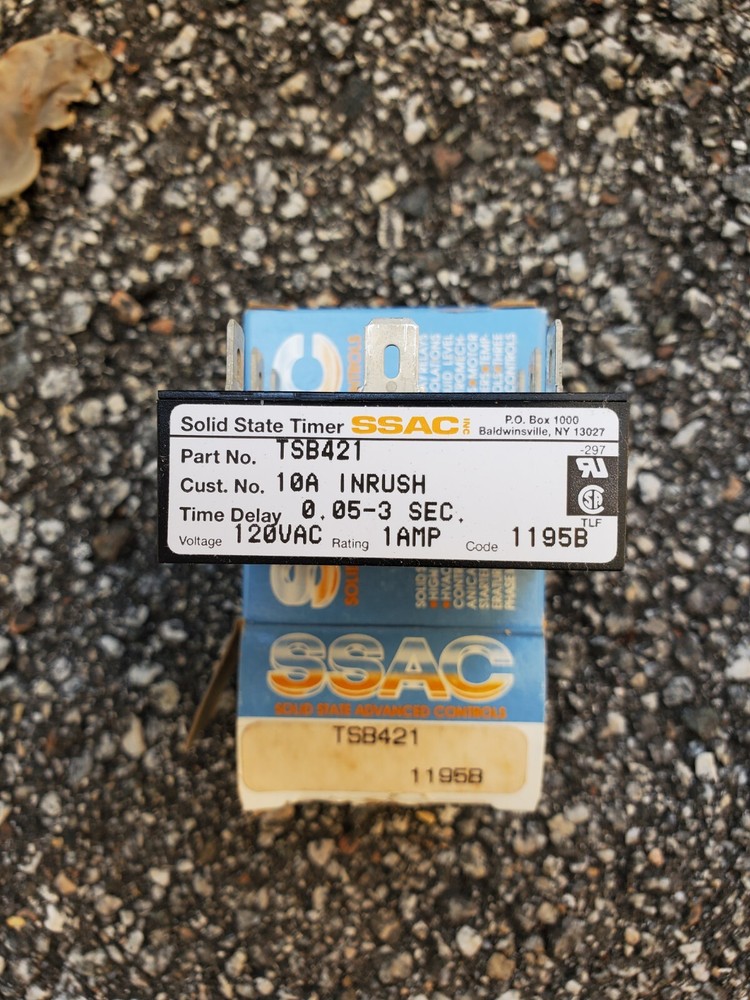 Solid State Timer SSAC INC P.O. Box 1000
Baldwinsville, NY 13027
Part No. TSB421
-297
Cust. No. 10A INRUSH
Time Delay 0.05-3 SEC.
TLF
Voltage 120VAC Rating 1AMP Code 1195B
SSAC
SOLID STATE ADVANCED CONTROLS
TSB421
1195B